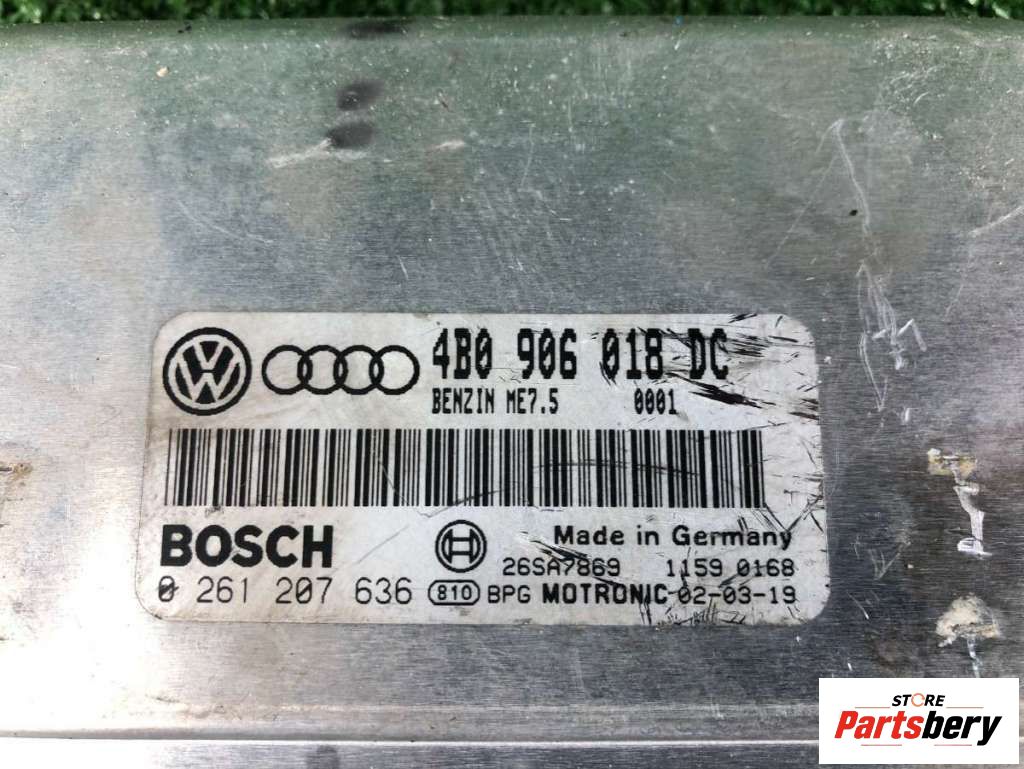 4B0 906 018 DC
BENZIN ME7.5 0001
BOSCH
Made in Germany
26SA7869 1159 0168
0 261 207 636 810 BPG MOTRONIC 02-03-19
STORE
Partsbery